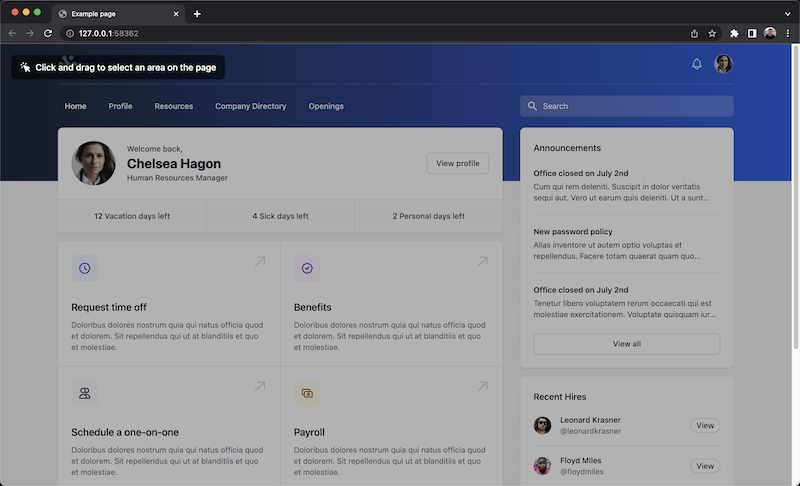 Example page
127.0.0.1:58362
Click and drag to select an area on the page
Home
Profile
Resources
Company Directory
Openings
Search
Welcome back,
Chelsea Hagon
Human Resources Manager
View profile
12 Vacation days left
4 Sick days left
2 Personal days left
Request time off
Doloribus dolores nostrum quia qui natus officia quod
et dolorem. Sit repellendus qui ut at blanditiis et quo
et molestiae.
Benefits
Doloribus dolores nostrum quia qui natus officia quod
et dolorem. Sit repellendus qui ut at blanditiis et quo
et molestiae.
Schedule a one-on-one
Doloribus dolores nostrum quia qui natus officia quod
et dolorem. Sit repellendus qui ut at blanditiis et quo
et molestiae.
Payroll
Doloribus dolores nostrum quia qui natus officia quod
et dolorem. Sit repellendus qui ut at blanditiis et quo
et molestiae.
Announcements
Office closed on July 2nd
Cum qui rem deleniti. Suscipit in dolor veritatis
sequi aut. Vero ut earum quis deleniti. Ut a sunt...
New password policy
Alias inventore ut autem optio voluptas et
repellendus. Facere totam quaerat quam quo...
Office closed on July 2nd
Tenetur libero voluptatem rerum occaecati qui est
molestiae exercitationem. Voluptate quisquam iur...
View all
Recent Hires
Leonard Krasner
@leonardkrasner
View
Floyd Miles
@floydmiles
View